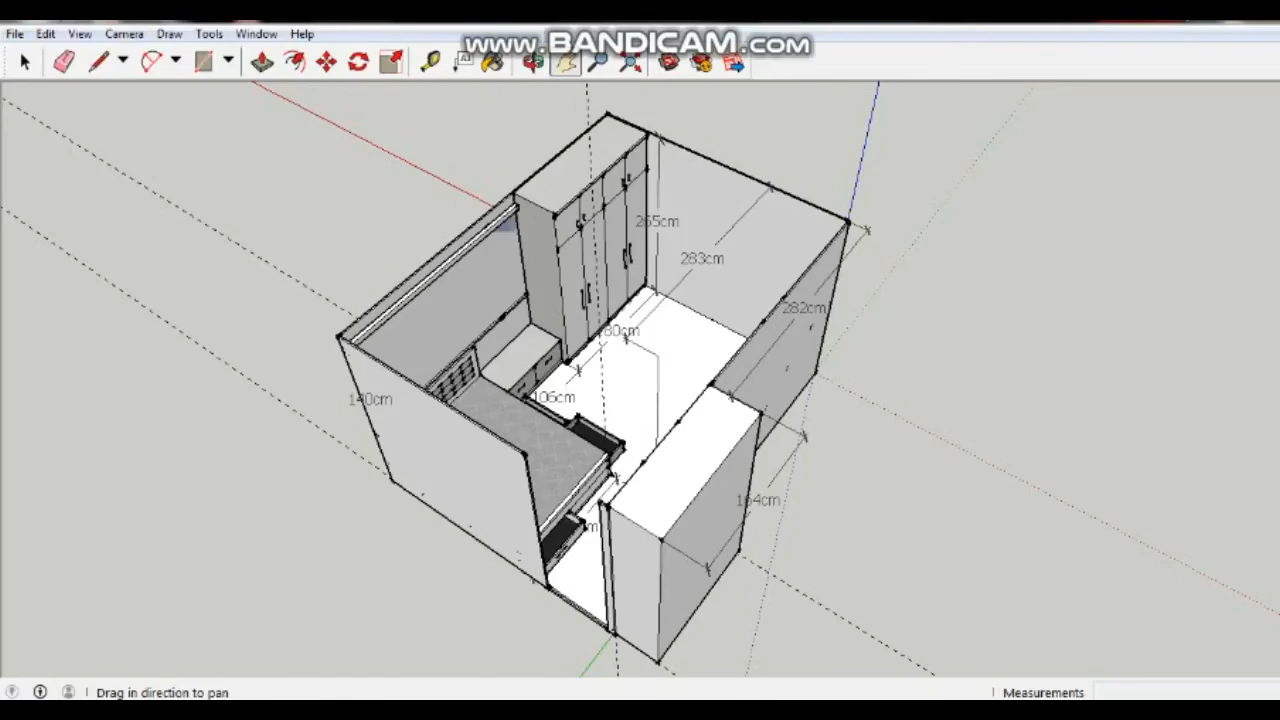 www.BANDICAM.com
File Edit View Camera Draw Tools Window Help
265cm
283cm
282cm
80cm
106cm
140cm
164cm
Drag in direction to pan
Measurements